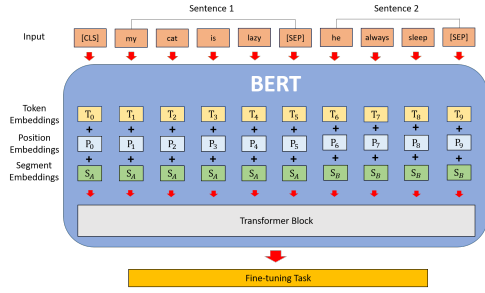 Sentence 1 Sentence 2
Input [CLS] my cat is lazy [SEP] he always sleep [SEP]
BERT
Token Embeddings T0 T1 T2 T3 T4 T5 T6 T7 T8 T9
+ + + + + + + + + +
Position Embeddings P0 P1 P2 P3 P4 P5 P6 P7 P8 P9
+ + + + + + + + + +
Segment Embeddings SA SA SA SA SA SA SB SB SB SB
Transformer Block
Fine-tuning Task